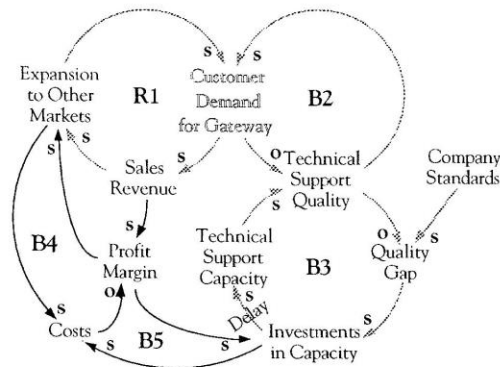 s
s
Expansion
to Other
Markets
R1
Customer
Demand
for Gateway
B2
s
s
s
o
Sales
Revenue
Technical
Support
Quality
Company
Standards
s
s
B4
Profit
Margin
Technical
Support
Capacity
B3
o
s
Quality
Gap
o
s
Delay
s
s
Costs
B5
s
s
Investments
in Capacity